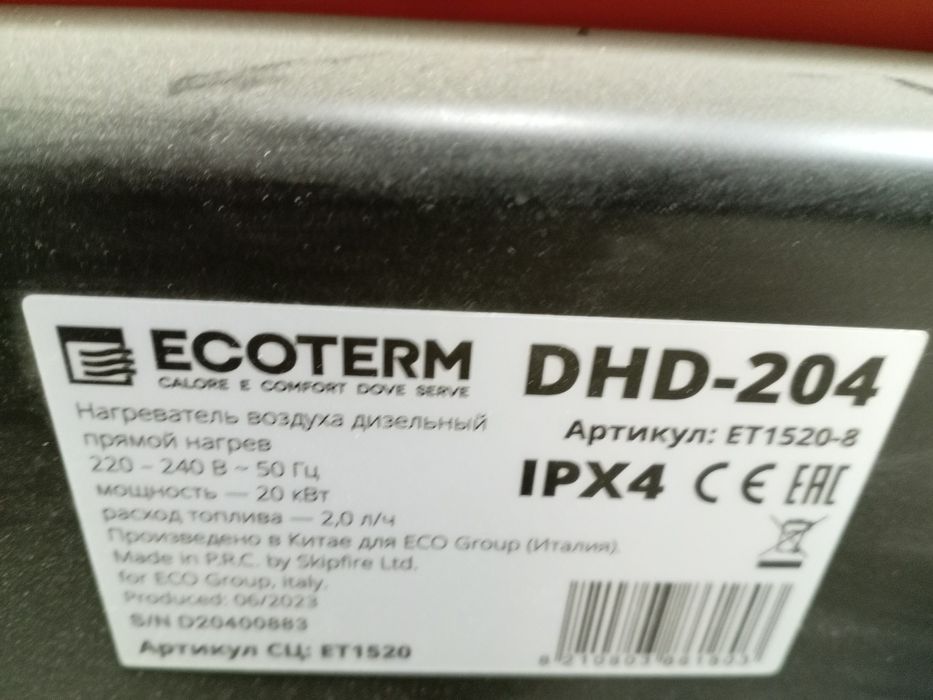 ECOTERM
CALORE E COMFORT DOVE SERVE
DHD-204
Артикул: ET1520-8
IPX4 CE EAC
Нагреватель воздуха дизельный
прямой нагрев
220 – 240 В ~ 50 Гц
мощность — 20 кВт
расход топлива — 2,0 л/ч
Произведено в Китае для ECO Group (Италия).
Made in P.R.C. by Skipfire Ltd.
for ECO Group, Italy.
Produced: 06/2023
S/N D20400883
Артикул СЦ: ET1520